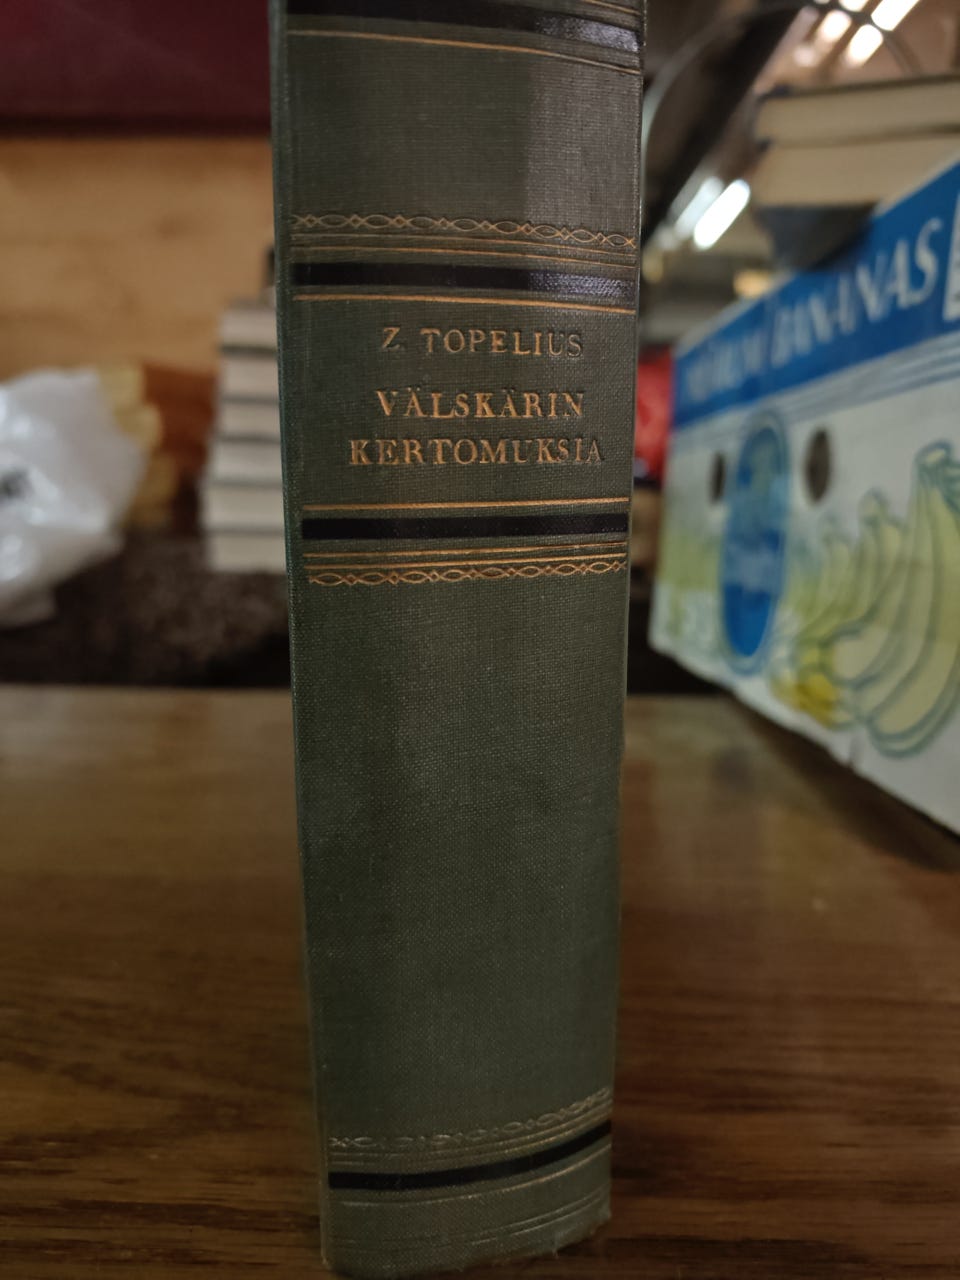 Z. TOPELIUS
VÄLSKÄRIN
KERTOMUKSIA
BANANAS